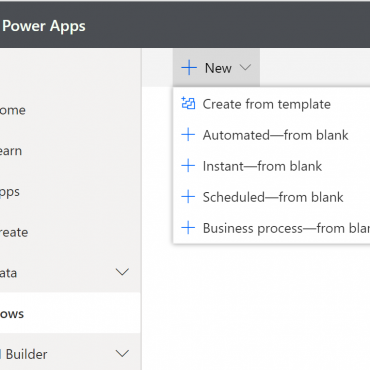 Power Apps
New
Create from template
ome
Automated—from blank
earn
Instant—from blank
pps
Scheduled—from blank
reate
Business process—from blan
ata
ows
I Builder